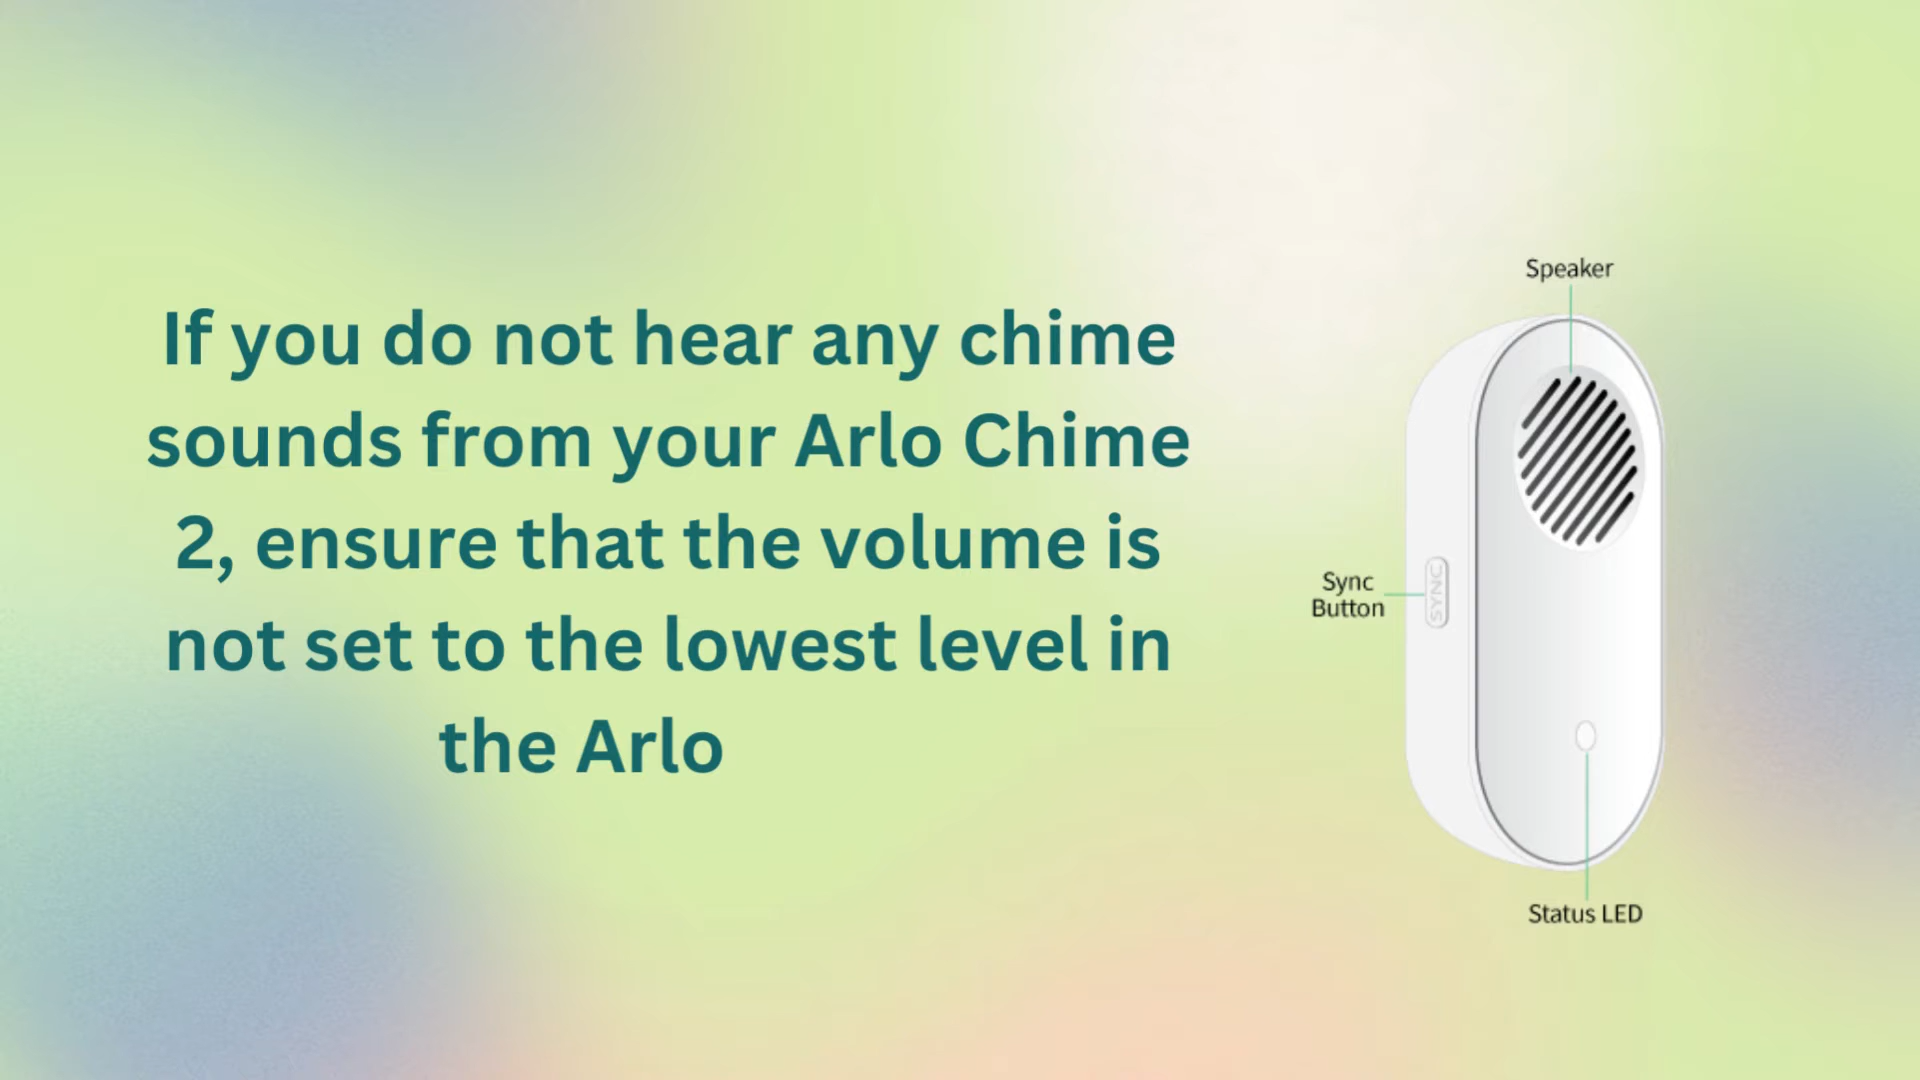 If you do not hear any chime
sounds from your Arlo Chime
2, ensure that the volume is
not set to the lowest level in
the Arlo
Speaker
Sync
Button
SYNC
Status LED